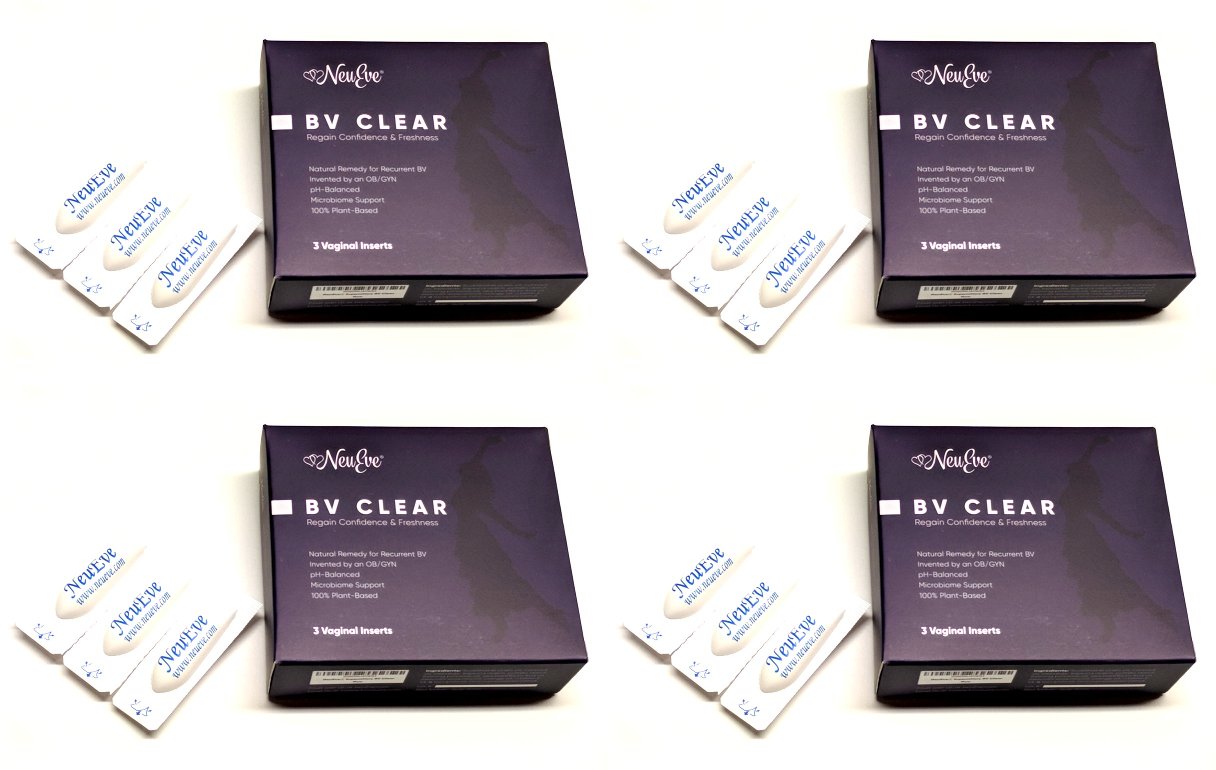 NeuEve
www.neueve.com
NeuEve
www.neueve.com
NeuEve
www.neueve.com
NeuEve®
BV CLEAR
Regain Confidence & Freshness
Natural Remedy for Recurrent BV
Invented by an OB/GYN
pH-Balanced
Microbiome Support
100% Plant-Based
3 Vaginal Inserts
Ingredients:
NeuEve
www.neueve.com
NeuEve
www.neueve.com
NeuEve
www.neueve.com
NeuEve®
BV CLEAR
Regain Confidence & Freshness
Natural Remedy for Recurrent BV
Invented by an OB/GYN
pH-Balanced
Microbiome Support
100% Plant-Based
3 Vaginal Inserts
Ingredients:
NeuEve
www.neueve.com
NeuEve
www.neueve.com
NeuEve
www.neueve.com
NeuEve®
BV CLEAR
Regain Confidence & Freshness
Natural Remedy for Recurrent BV
Invented by an OB/GYN
pH-Balanced
Microbiome Support
100% Plant-Based
3 Vaginal Inserts
Ingredients:
NeuEve
www.neueve.com
NeuEve
www.neueve.com
NeuEve
www.neueve.com
NeuEve®
BV CLEAR
Regain Confidence & Freshness
Natural Remedy for Recurrent BV
Invented by an OB/GYN
pH-Balanced
Microbiome Support
100% Plant-Based
3 Vaginal Inserts
Ingredients: